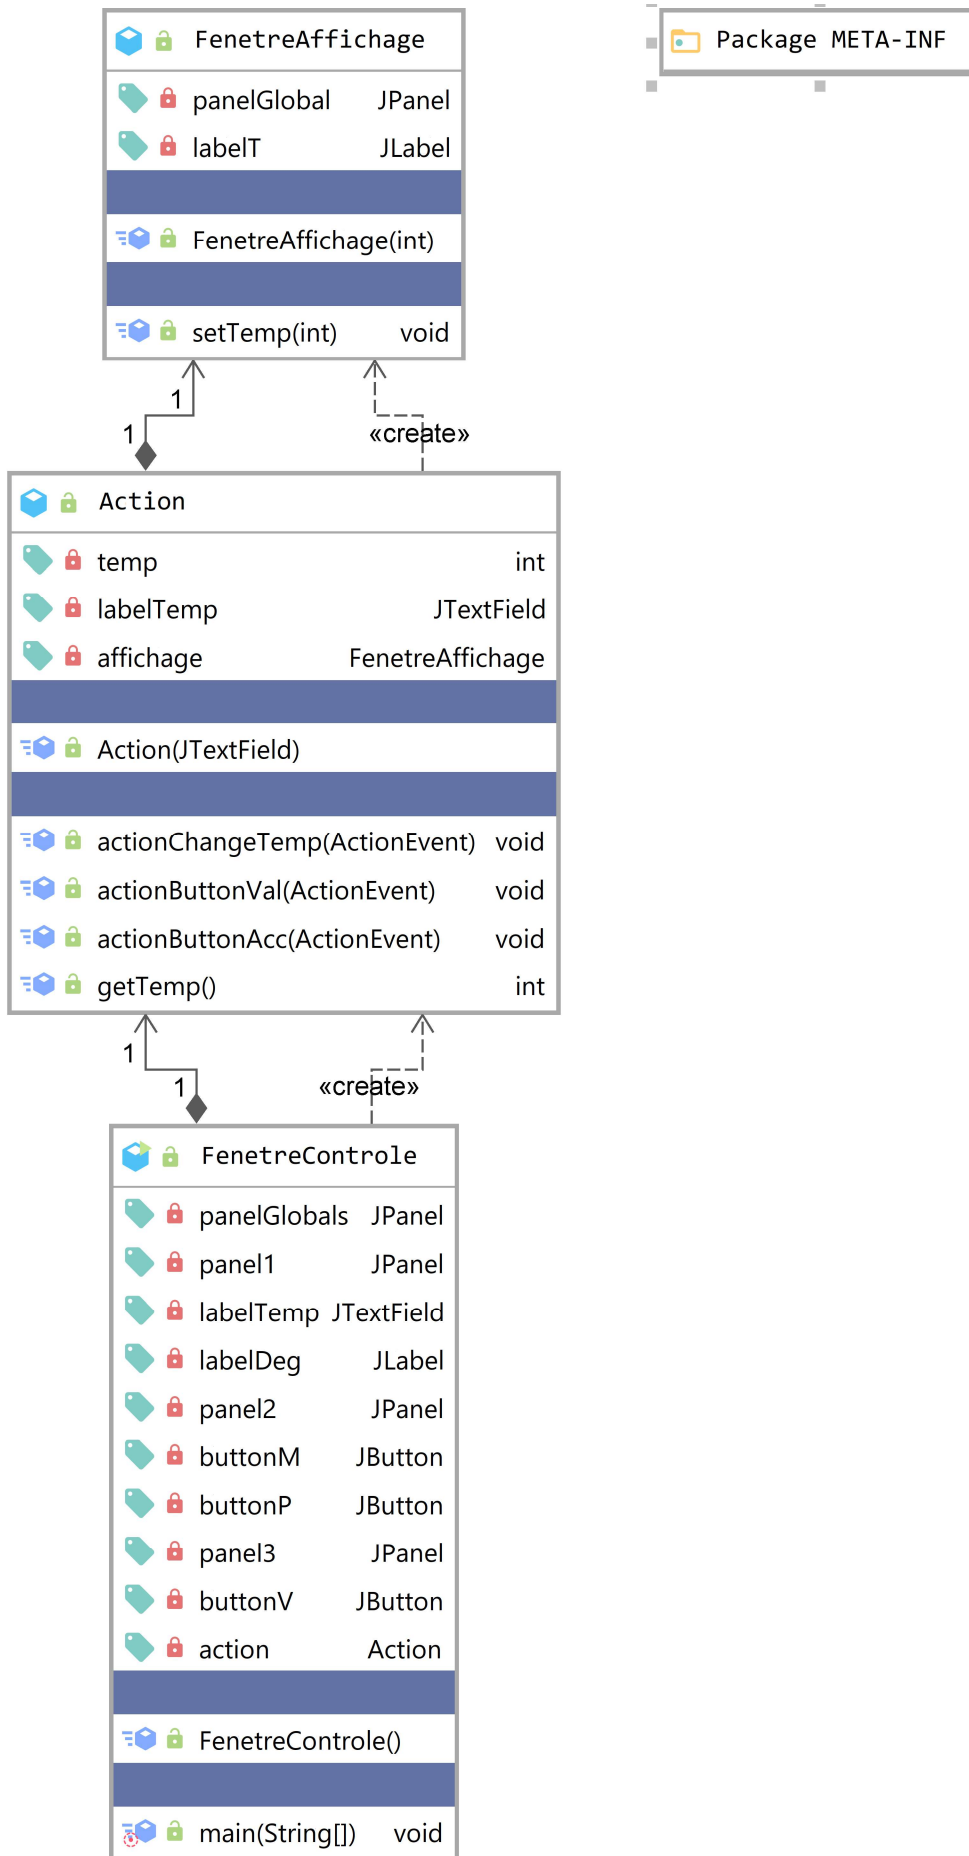 FenetreAffichage
Package META-INF
panelGlobal JPanel
labelT JLabel
FenetreAffichage(int)
setTemp(int) void
1
1
«create»
Action
temp int
labelTemp JTextField
affichage FenetreAffichage
Action(JTextField)
actionChangeTemp(ActionEvent) void
actionButtonVal(ActionEvent) void
actionButtonAcc(ActionEvent) void
getTemp() int
1
1
«create»
FenetreControle
panelGlobals JPanel
panel1 JPanel
labelTemp JTextField
labelDeg JLabel
panel2 JPanel
buttonM JButton
buttonP JButton
panel3 JPanel
buttonV JButton
action Action
FenetreControle()
main(String[]) void